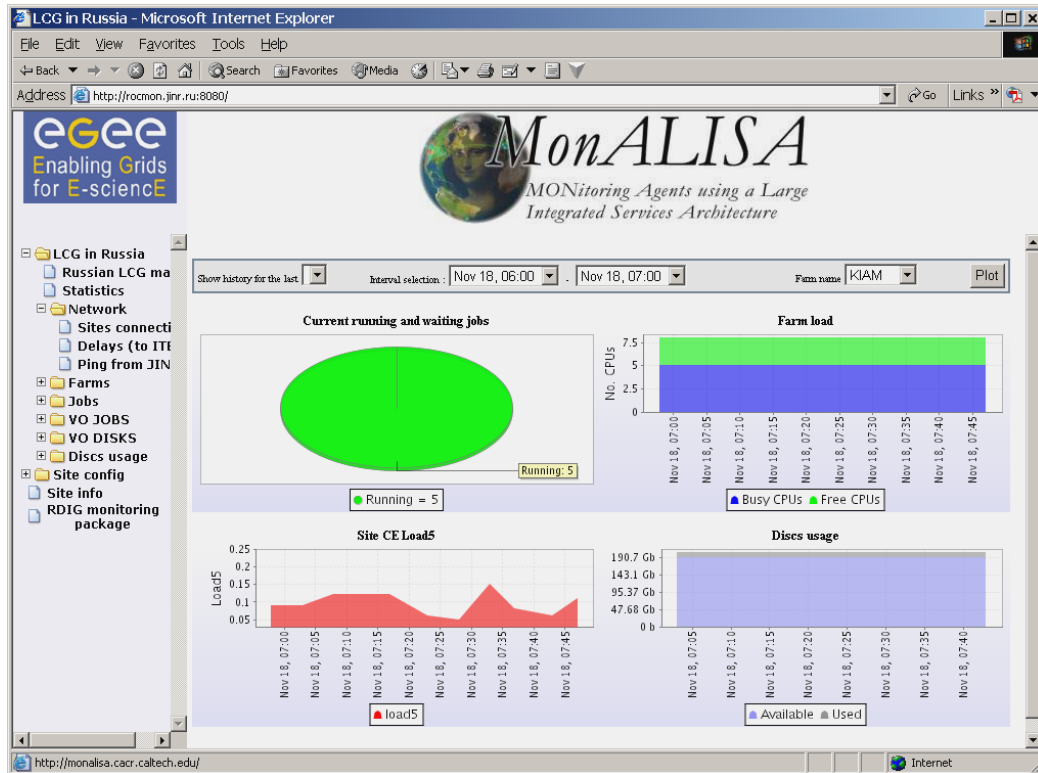 LCG in Russia - Microsoft Internet Explorer
File Edit View Favorites Tools Help
Back Search Favorites Media
Address http://rocmon.jinr.ru:8080/ Go Links »
eGee
Enabling Grids
for E-sciencE
MonALISA
MONitoring Agents using a Large
Integrated Services Architecture
LCG in Russia
Russian LCG ma
Statistics
Network
Sites connecti
Delays (to ITE
Ping from JIN
Farms
Jobs
VO JOBS
VO DISKS
Discs usage
Site config
Site info
RDIG monitoring
package
Show history for the last Interval selection : Nov 18, 06:00 - Nov 18, 07:00 Farm name KIAM Plot
Current running and waiting jobs
Running: 5
Running = 5
Farm load
No. CPUs
7.5
5
2.5
0
Nov 18, 07:00
Nov 18, 07:05
Nov 18, 07:10
Nov 18, 07:15
Nov 18, 07:20
Nov 18, 07:25
Nov 18, 07:30
Nov 18, 07:35
Nov 18, 07:40
Nov 18, 07:45
Busy CPUs Free CPUs
Site CE Load5
Load5
0.25
0.2
0.15
0.1
0.05
Nov 18, 07:00
Nov 18, 07:05
Nov 18, 07:10
Nov 18, 07:15
Nov 18, 07:20
Nov 18, 07:25
Nov 18, 07:30
Nov 18, 07:35
Nov 18, 07:40
Nov 18, 07:45
load5
Discs usage
190.7 Gb
143.1 Gb
95.37 Gb
47.68 Gb
0 b
Nov 18, 07:05
Nov 18, 07:10
Nov 18, 07:15
Nov 18, 07:20
Nov 18, 07:25
Nov 18, 07:30
Nov 18, 07:35
Nov 18, 07:40
Available Used
http://monalisa.cacr.caltech.edu/ Internet